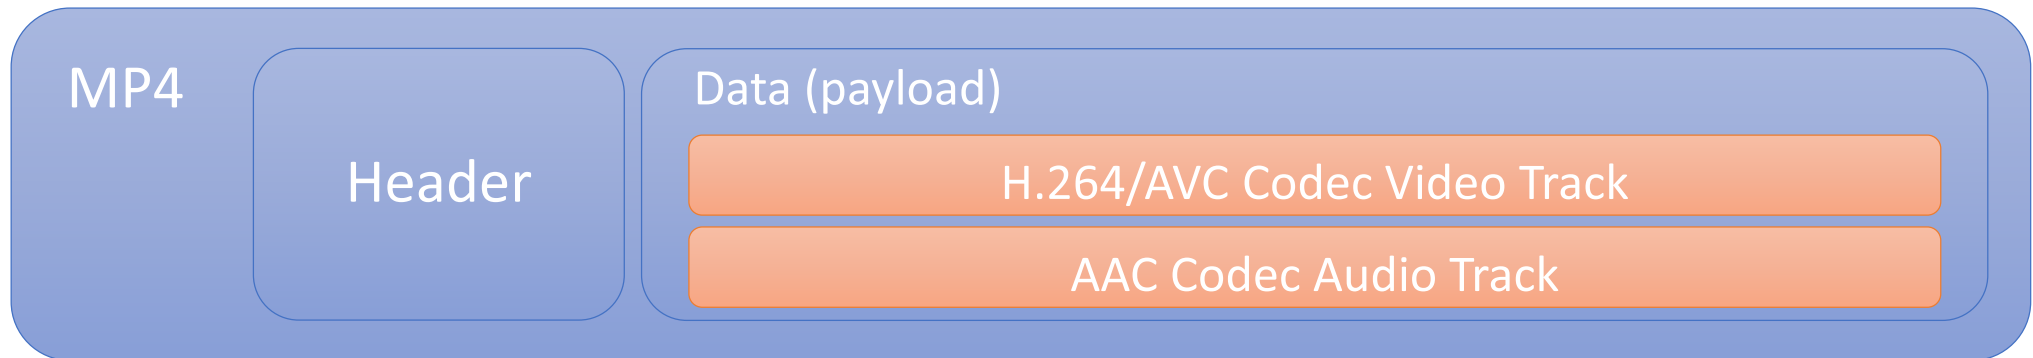 MP4
Header
Data (payload)
H.264/AVC Codec Video Track
AAC Codec Audio Track